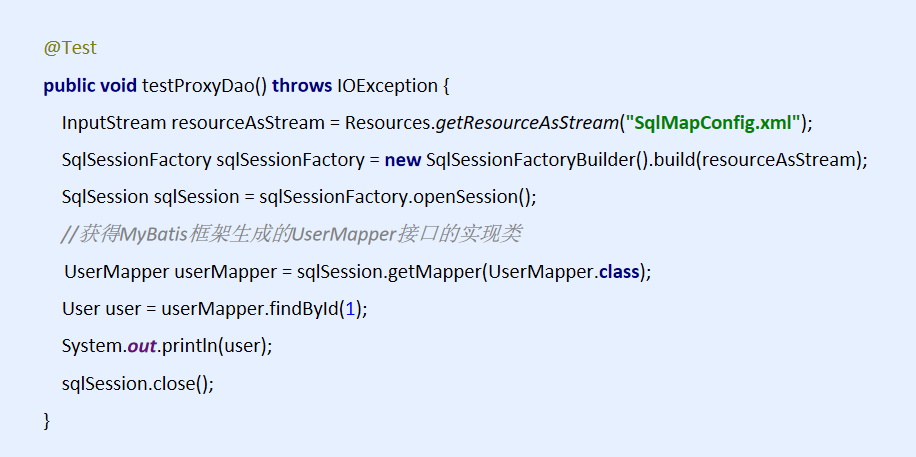 @Test
public void testProxyDao() throws IOException {
InputStream resourceAsStream = Resources.getResourceAsStream("SqlMapConfig.xml");
SqlSessionFactory sqlSessionFactory = new SqlSessionFactoryBuilder().build(resourceAsStream);
SqlSession sqlSession = sqlSessionFactory.openSession();
//获得MyBatis框架生成的UserMapper接口的实现类
UserMapper userMapper = sqlSession.getMapper(UserMapper.class);
User user = userMapper.findById(1);
System.out.println(user);
sqlSession.close();
}